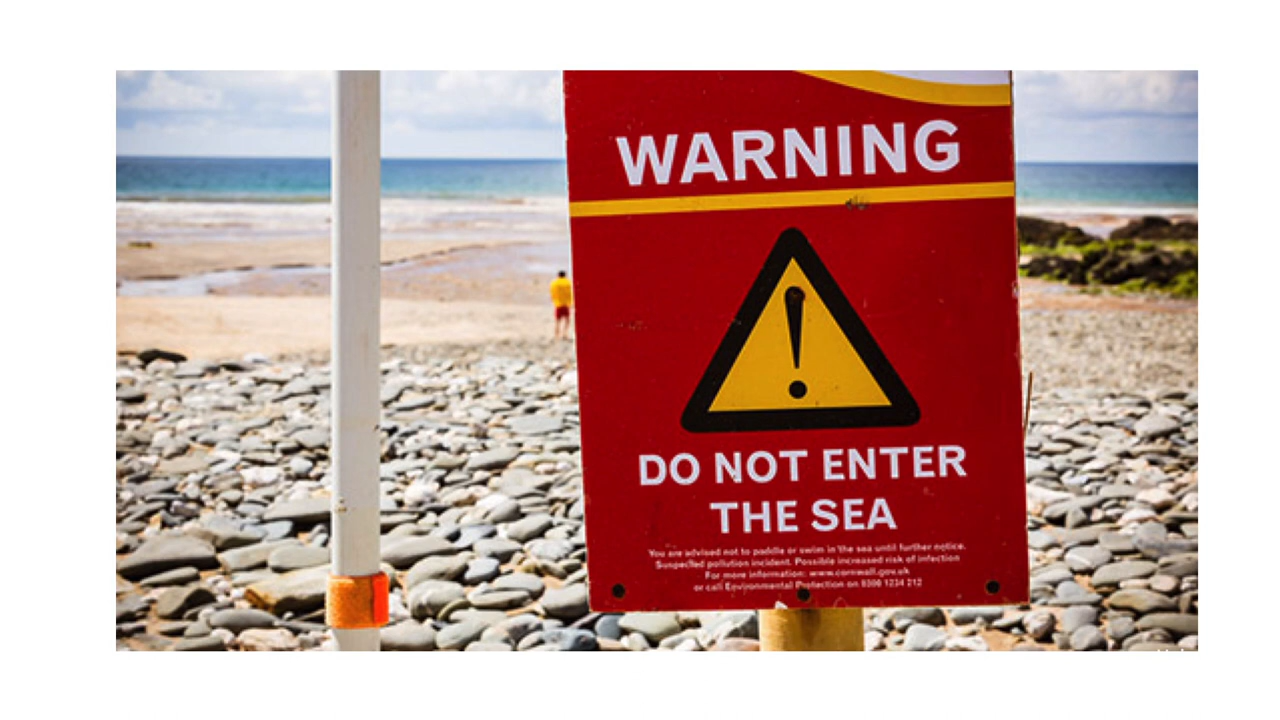 WARNING
DO NOT ENTER
THE SEA
You are advised not to paddle or swim in the sea until further notice.
Suspected pollution incident. Possible increased risk of infection
For more information: www.cornwall.gov.uk
or call Environmental Protection on 0300 1234 212